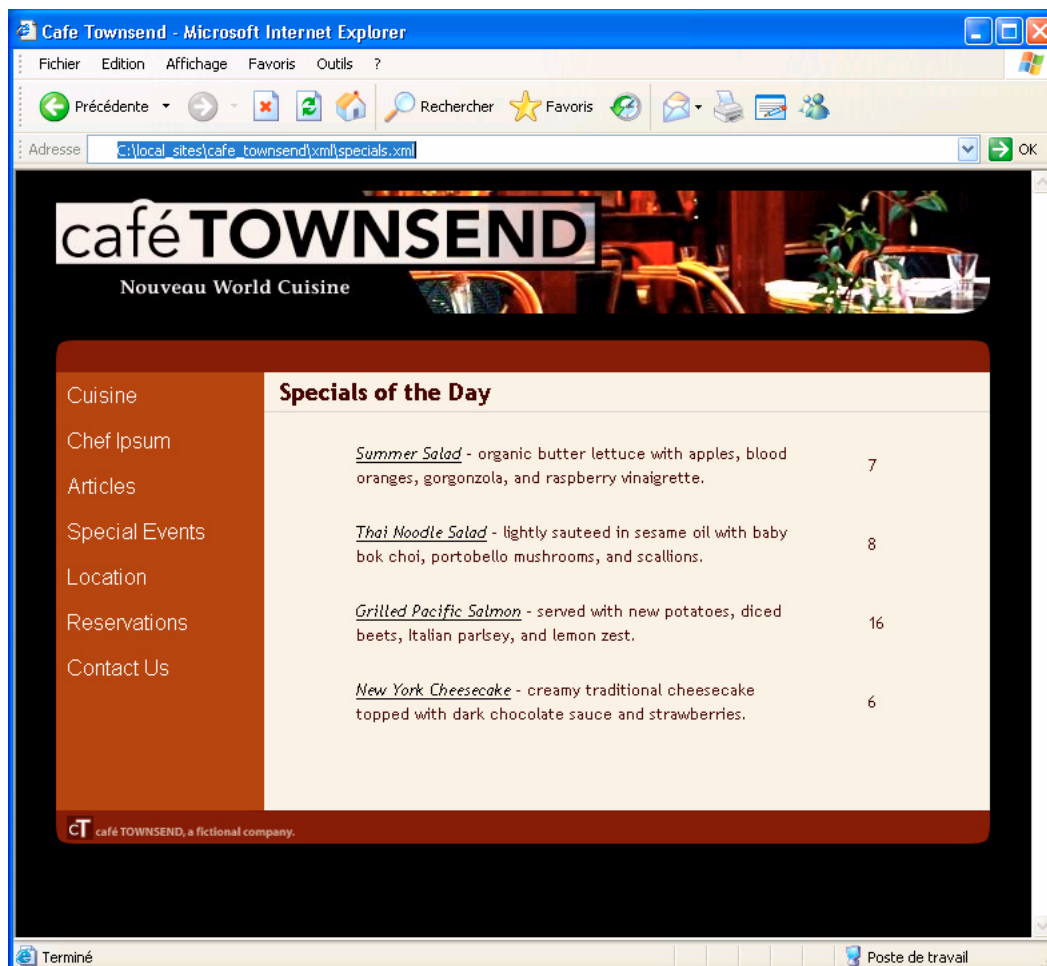 Cafe Townsend - Microsoft Internet Explorer
Fichier Edition Affichage Favoris Outils ?
Précédente Rechercher Favoris
Adresse C:\local_sites\cafe_townsend\xml\specials.xml OK
café TOWNSEND
Nouveau World Cuisine
Specials of the Day
Cuisine
Chef Ipsum
Articles
Special Events
Location
Reservations
Contact Us
Summer Salad - organic butter lettuce with apples, blood
oranges, gorgonzola, and raspberry vinaigrette.
7
Thai Noodle Salad - lightly sauteed in sesame oil with baby
bok choi, portobello mushrooms, and scallions.
8
Grilled Pacific Salmon - served with new potatoes, diced
beets, Italian parlsey, and lemon zest.
16
New York Cheesecake - creamy traditional cheesecake
topped with dark chocolate sauce and strawberries.
6
cT café TOWNSEND, a fictional company.
Terminé Poste de travail